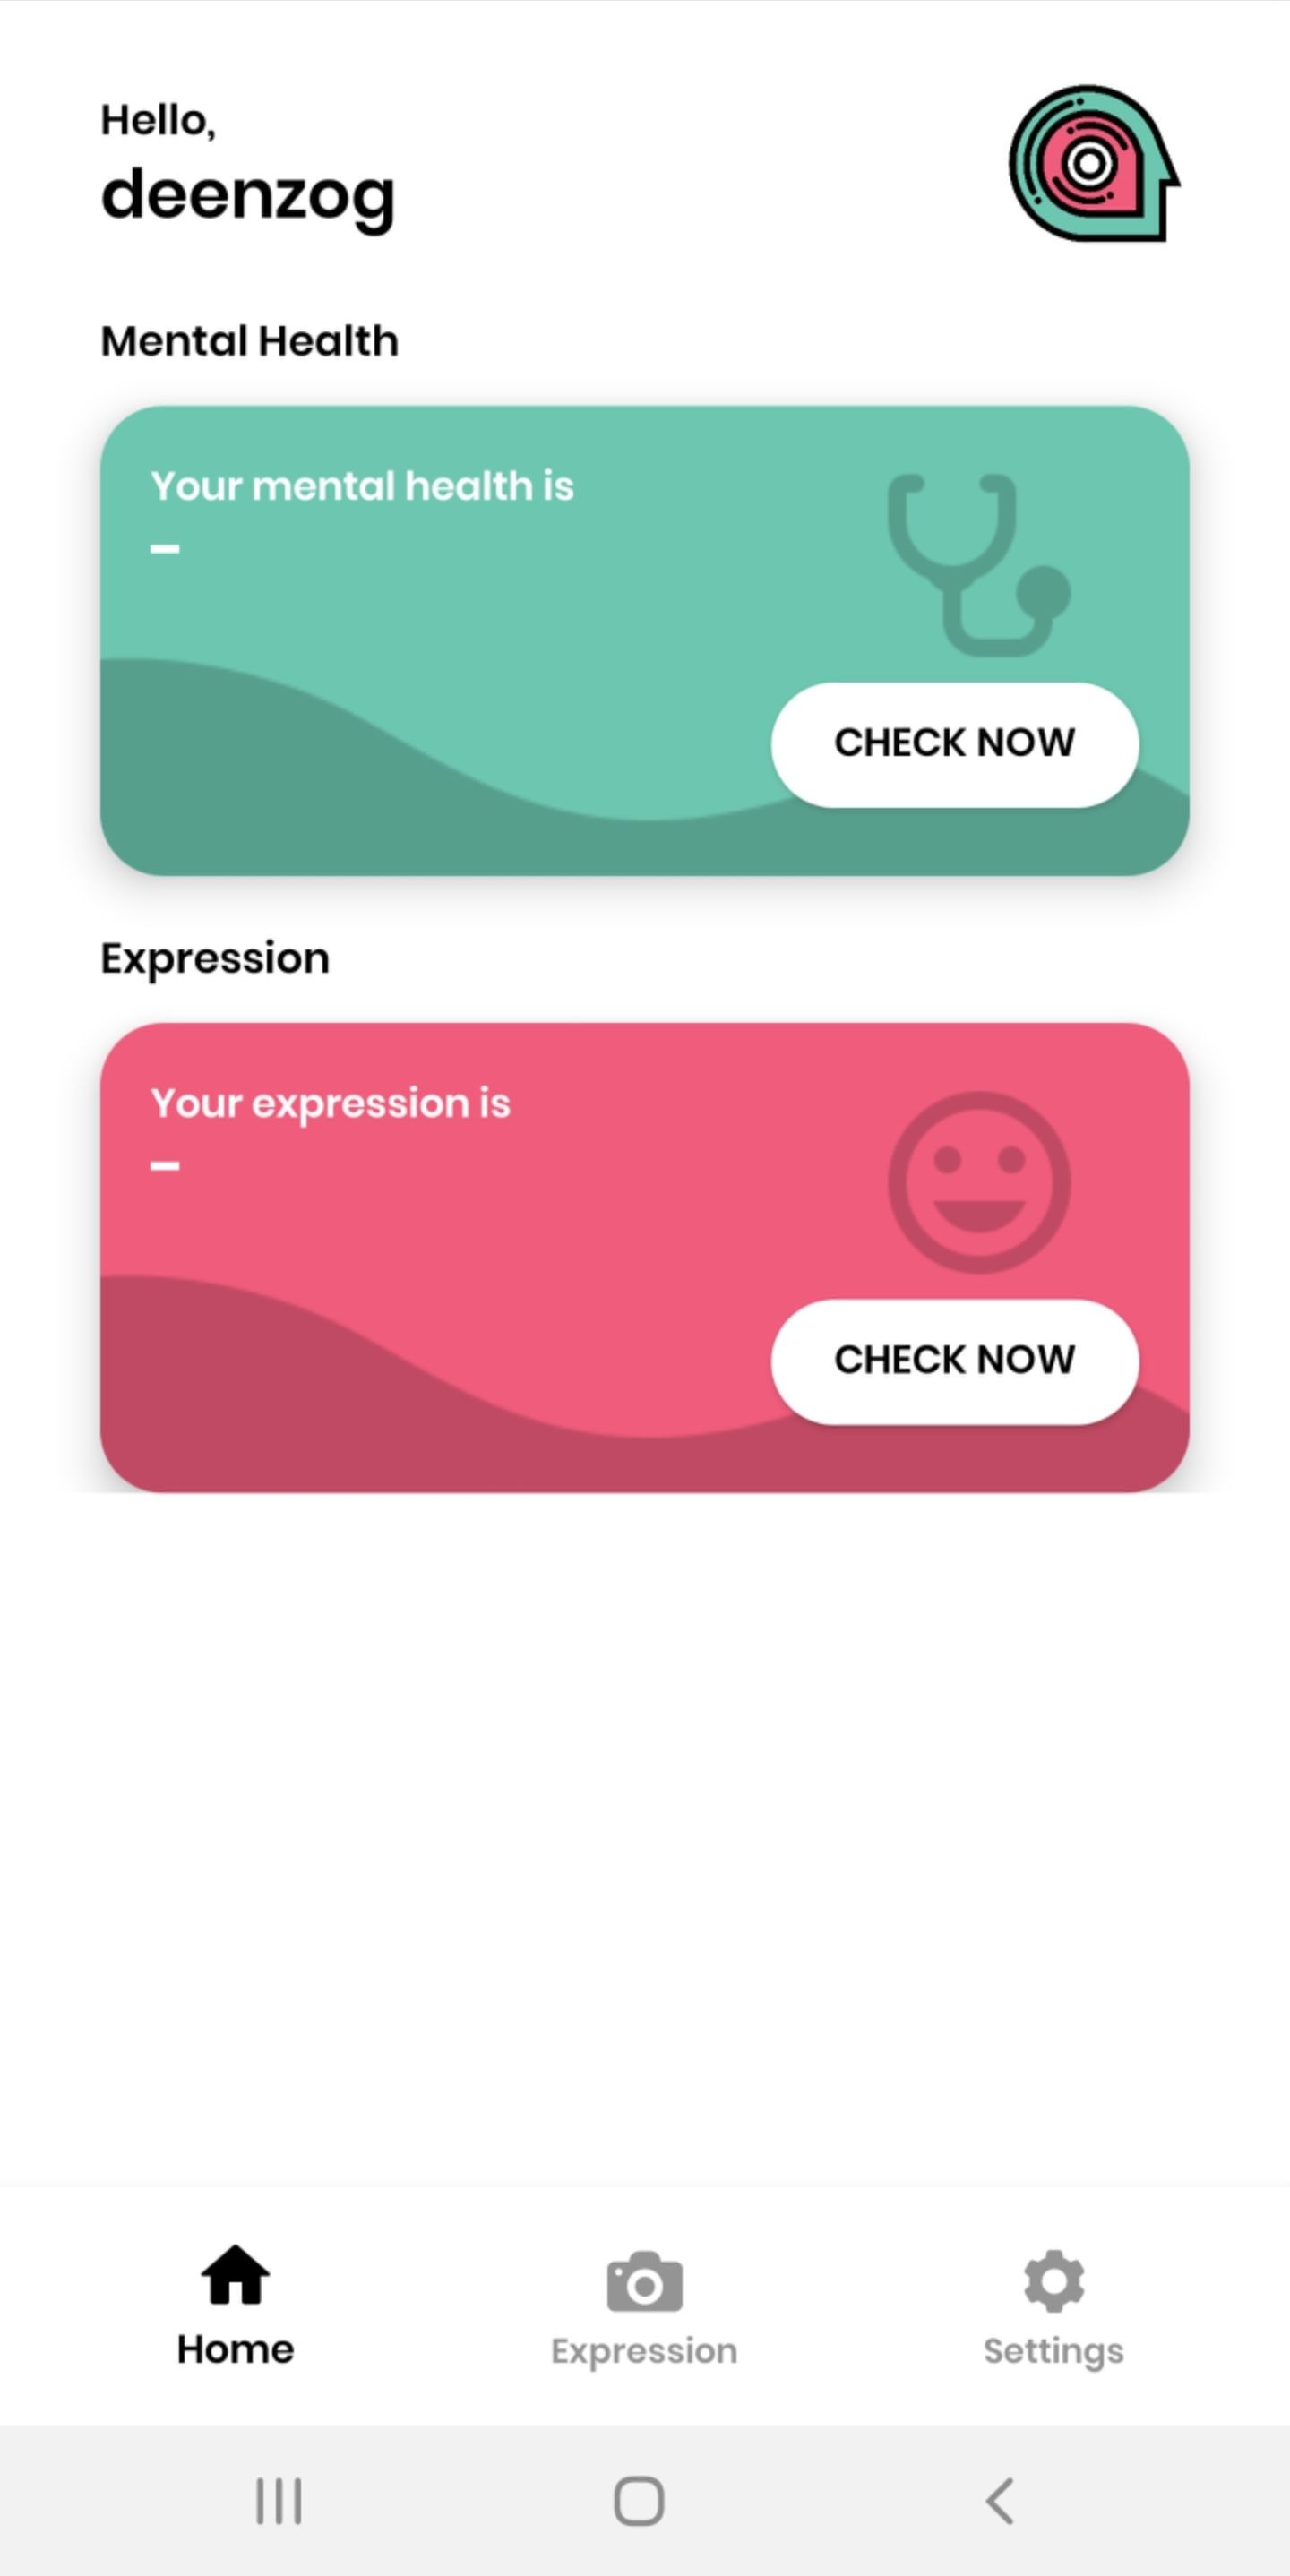 Hello,
deenzog
Mental Health
Your mental health is
–
CHECK NOW
Expression
Your expression is
–
CHECK NOW
Home
Expression
Settings